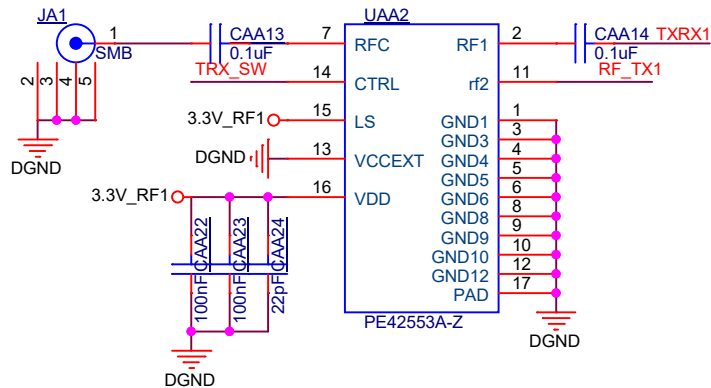 JA1
SMB
1
2
3
4
5
DGND
CAA13
0.1uF
TRX_SW
3.3V_RF1
DGND
3.3V_RF1
100nF CAA22
100nF CAA23
22pF CAA24
DGND
UAA2
7 RFC
14 CTRL
15 LS
13 VCCEXT
16 VDD
RF1 2
rf2 11
GND1 1
GND3 3
GND4 4
GND5 5
GND6 6
GND8 8
GND9 9
GND10 10
GND12 12
PAD 17
PE42553A-Z
CAA14
0.1uF
TXRX1
RF_TX1
DGND